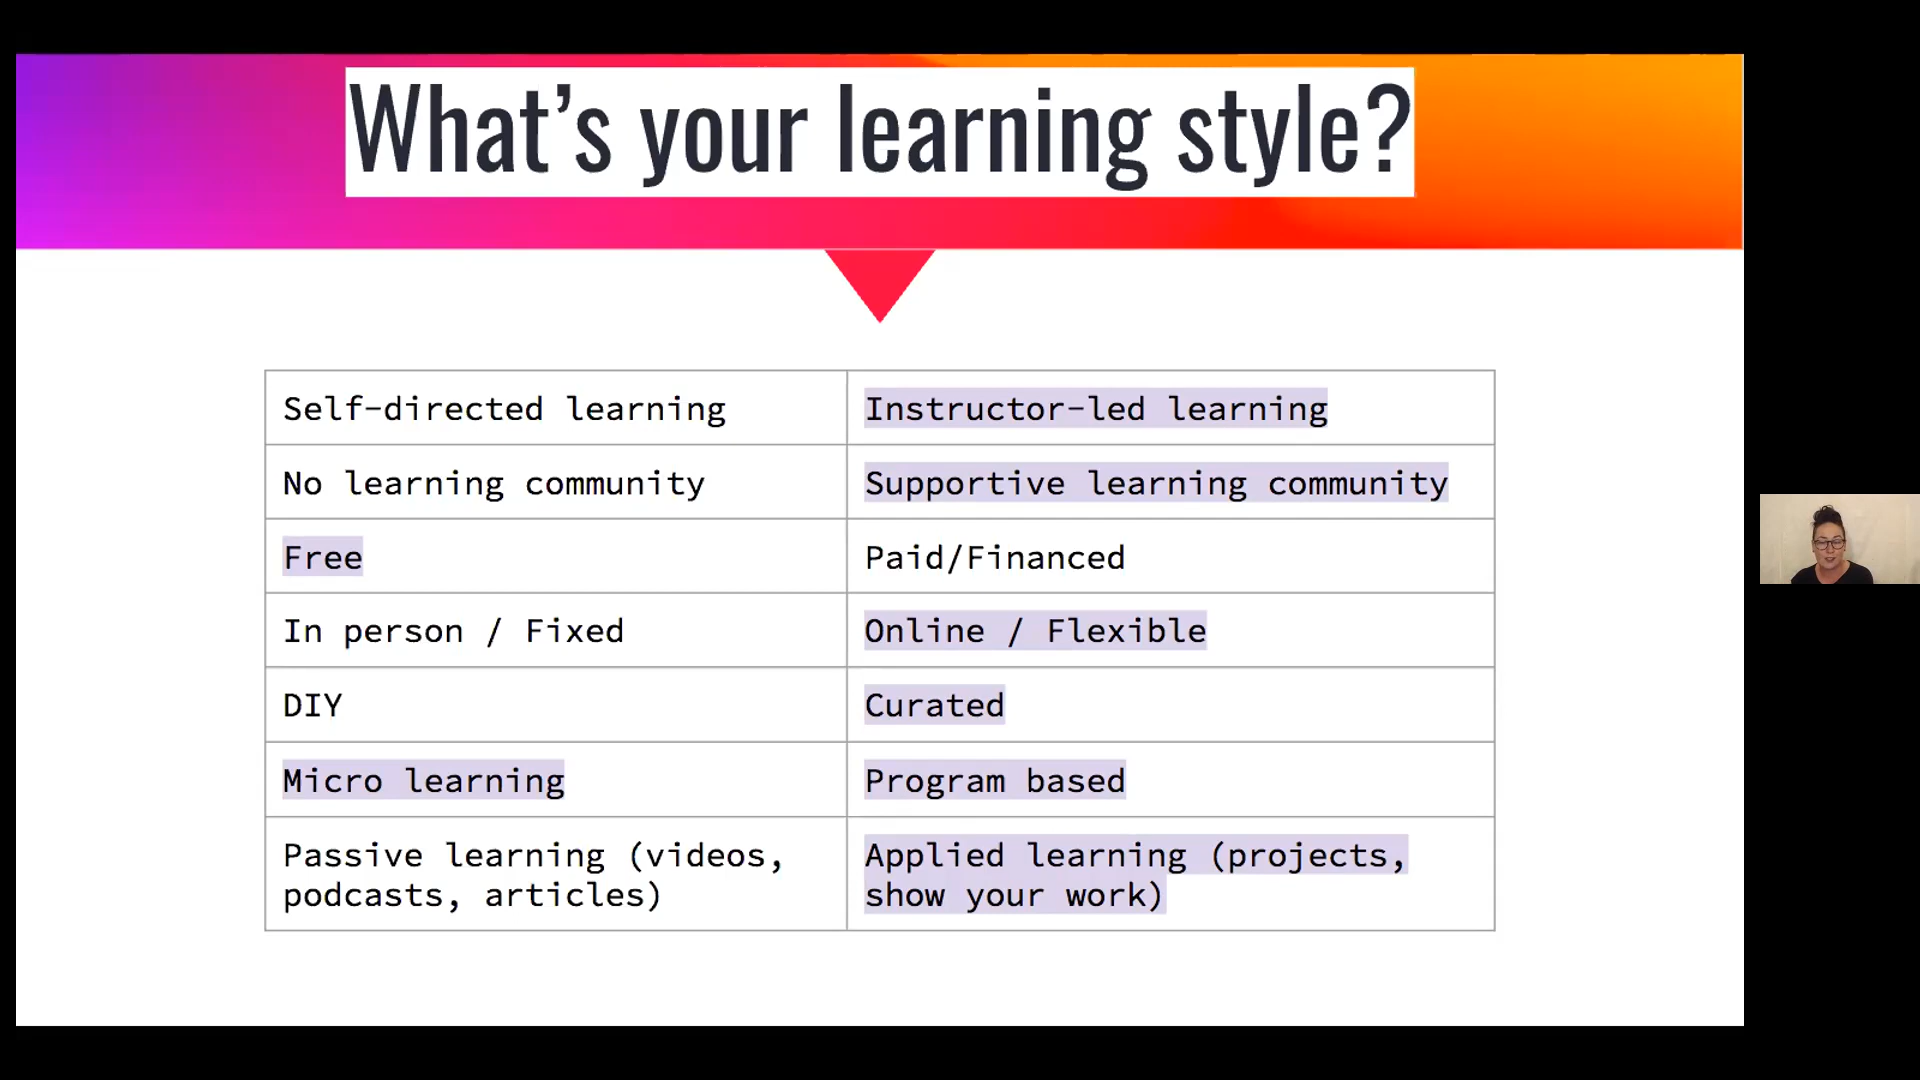 What's your learning style?
Self-directed learning
Instructor-led learning
No learning community
Supportive learning community
Free
Paid/Financed
In person / Fixed
Online / Flexible
DIY
Curated
Micro learning
Program based
Passive learning (videos,
podcasts, articles)
Applied learning (projects,
show your work)